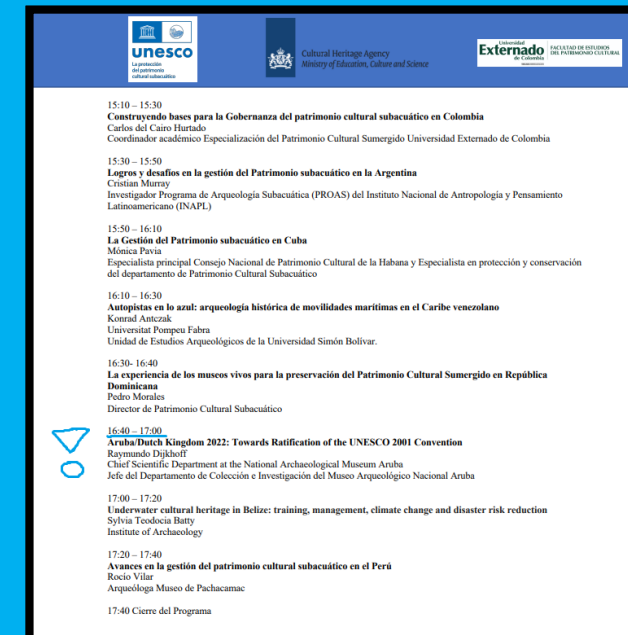 unesco
La protección
del patrimonio
cultural subacuático
Cultural Heritage Agency
Ministry of Education, Culture and Science
Universidad
Externado
de Colombia
FACULTAD DE ESTUDIOS
DEL PATRIMONIO CULTURAL
15:10 – 15:30
Construyendo bases para la Gobernanza del patrimonio cultural subacuático en Colombia
Carlos del Cairo Hurtado
Coordinador académico Especialización del Patrimonio Cultural Sumergido Universidad Externado de Colombia
15:30 – 15:50
Logros y desafíos en la gestión del Patrimonio subacuático en la Argentina
Cristian Murray
Investigador Programa de Arqueología Subacuática (PROAS) del Instituto Nacional de Antropología y Pensamiento
Latinoamericano (INAPL)
15:50 – 16:10
La Gestión del Patrimonio subacuático en Cuba
Mónica Pavia
Especialista principal Consejo Nacional de Patrimonio Cultural de la Habana y Especialista en protección y conservación
del departamento de Patrimonio Cultural Subacuático
16:10 – 16:30
Autopistas en lo azul: arqueología histórica de movilidades marítimas en el Caribe venezolano
Konrad Antczak
Universitat Pompeu Fabra
Unidad de Estudios Arqueológicos de la Universidad Simón Bolívar.
16:30- 16:40
La experiencia de los museos vivos para la preservación del Patrimonio Cultural Sumergido en República
Dominicana
Pedro Morales
Director de Patrimonio Cultural Subacuático
16:40 – 17:00
Aruba/Dutch Kingdom 2022: Towards Ratification of the UNESCO 2001 Convention
Raymundo Dijkhoff
Chief Scientific Department at the National Archaeological Museum Aruba
Jefe del Departamento de Colección e Investigación del Museo Arqueológico Nacional Aruba
17:00 – 17:20
Underwater cultural heritage in Belize: training, management, climate change and disaster risk reduction
Sylvia Teodocia Batty
Institute of Archaeology
17:20 – 17:40
Avances en la gestión del patrimonio cultural subacuático en el Perú
Rocío Vilar
Arqueóloga Museo de Pachacamac
17:40 Cierre del Programa